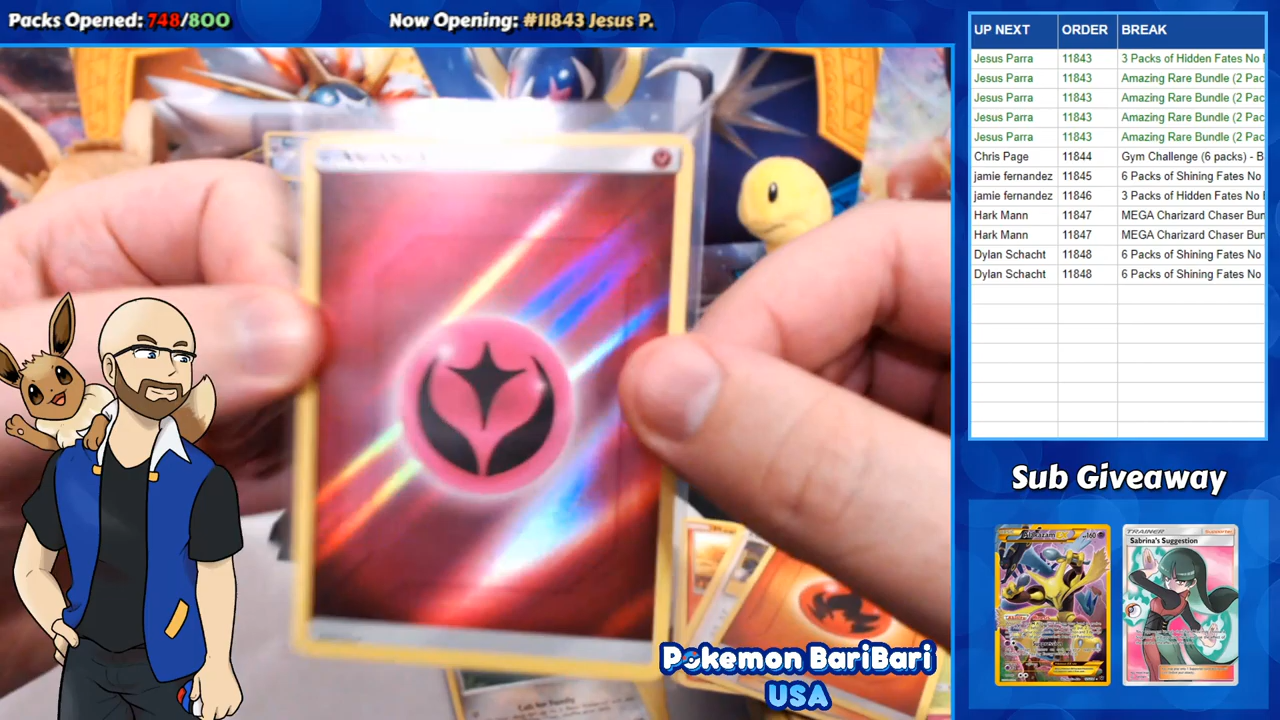 Packs Opened: 748/800
Now Opening: #11843 Jesus P.
UP NEXT ORDER BREAK
Jesus Parra 11843 3 Packs of Hidden Fates No
Jesus Parra 11843 Amazing Rare Bundle (2 Pac
Jesus Parra 11843 Amazing Rare Bundle (2 Pac
Jesus Parra 11843 Amazing Rare Bundle (2 Pac
Jesus Parra 11843 Amazing Rare Bundle (2 Pac
Chris Page 11844 Gym Challenge (6 packs) - B
jamie fernandez 11845 6 Packs of Shining Fates No
jamie fernandez 11846 3 Packs of Hidden Fates No
Hark Mann 11847 MEGA Charizard Chaser Bun
Hark Mann 11847 MEGA Charizard Chaser Bun
Dylan Schacht 11848 6 Packs of Shining Fates No
Dylan Schacht 11848 6 Packs of Shining Fates No
Sub Giveaway
TRAINER
Sabrina's Suggestion
160
Call for Family
Pokemon BariBari
USA